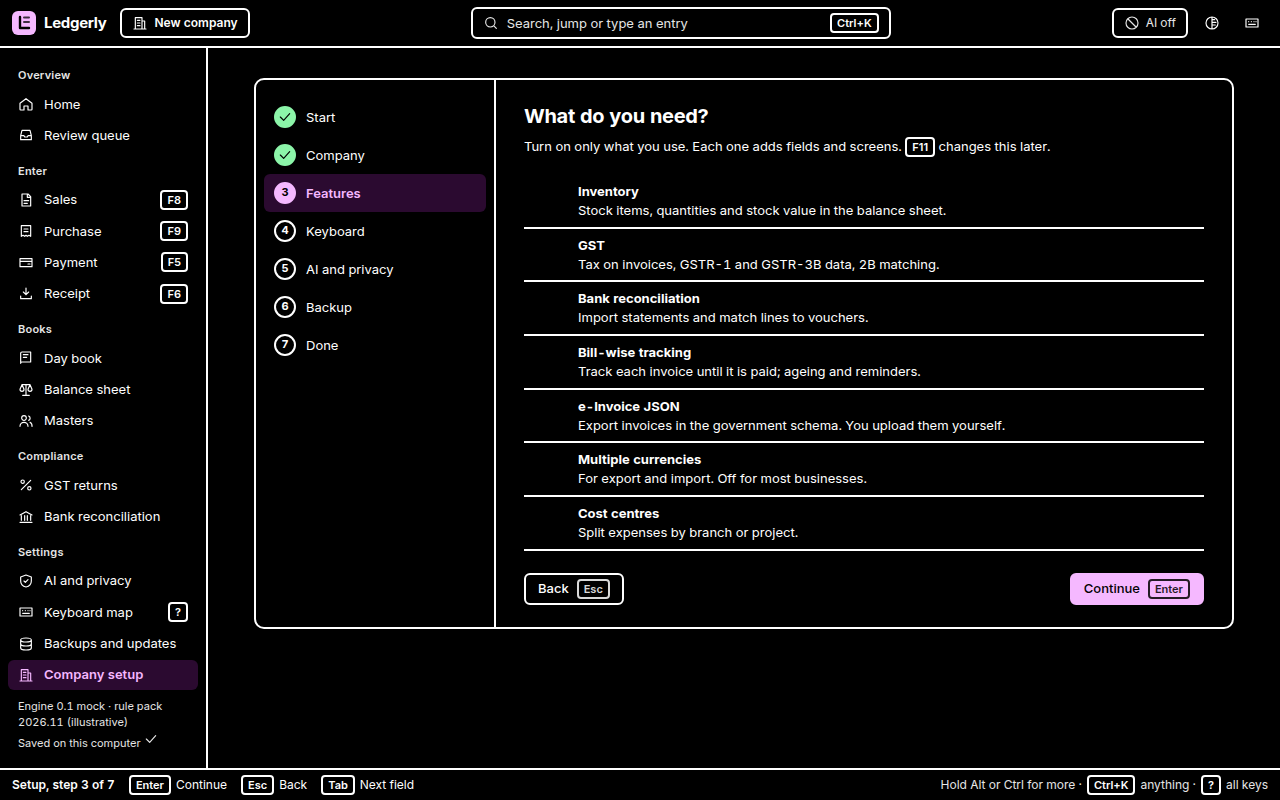 Ledgerly
New company
Search, jump or type an entry
Ctrl+K
AI off
Overview
Home
Review queue
Enter
Sales F8
Purchase F9
Payment F5
Receipt F6
Books
Day book
Balance sheet
Masters
Compliance
GST returns
Bank reconciliation
Settings
AI and privacy
Keyboard map ?
Backups and updates
Company setup
Engine 0.1 mock · rule pack
2026.11 (illustrative)
Saved on this computer
Start
Company
3 Features
4 Keyboard
5 AI and privacy
6 Backup
7 Done
What do you need?
Turn on only what you use. Each one adds fields and screens. F11 changes this later.
Inventory
Stock items, quantities and stock value in the balance sheet.
GST
Tax on invoices, GSTR-1 and GSTR-3B data, 2B matching.
Bank reconciliation
Import statements and match lines to vouchers.
Bill-wise tracking
Track each invoice until it is paid; ageing and reminders.
e-Invoice JSON
Export invoices in the government schema. You upload them yourself.
Multiple currencies
For export and import. Off for most businesses.
Cost centres
Split expenses by branch or project.
Back Esc
Continue Enter
Setup, step 3 of 7 Enter Continue Esc Back Tab Next field
Hold Alt or Ctrl for more · Ctrl+K anything · ? all keys